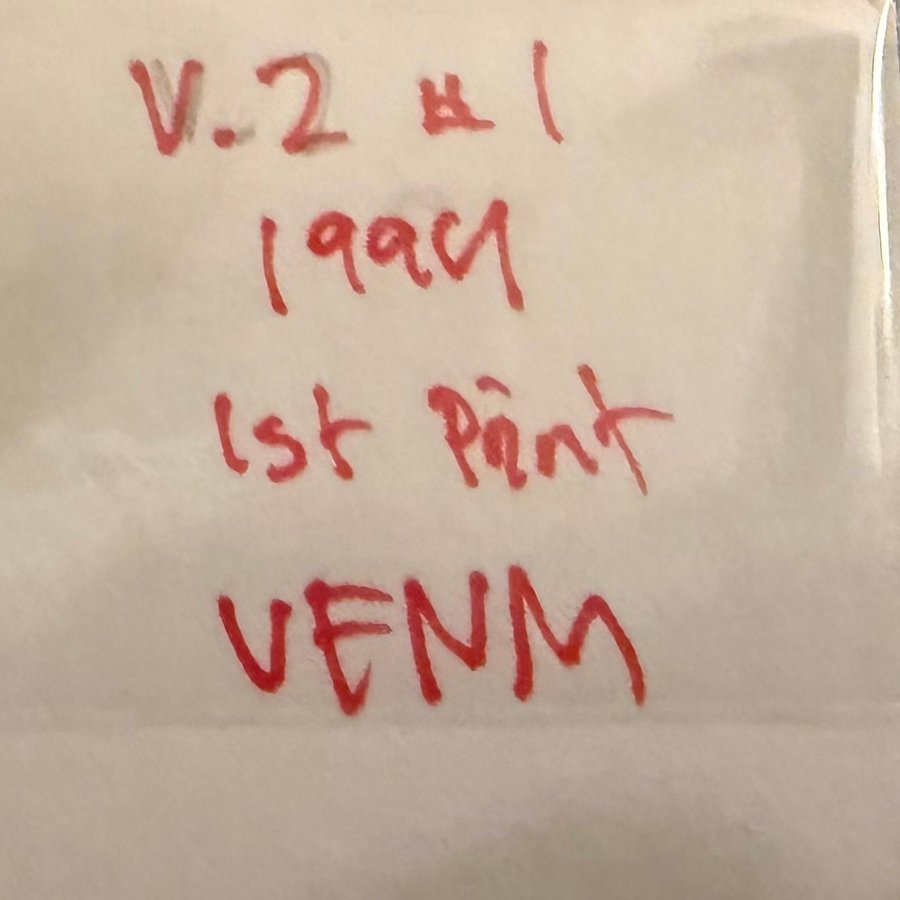 V.2 #1
1994
1st Print
VENM